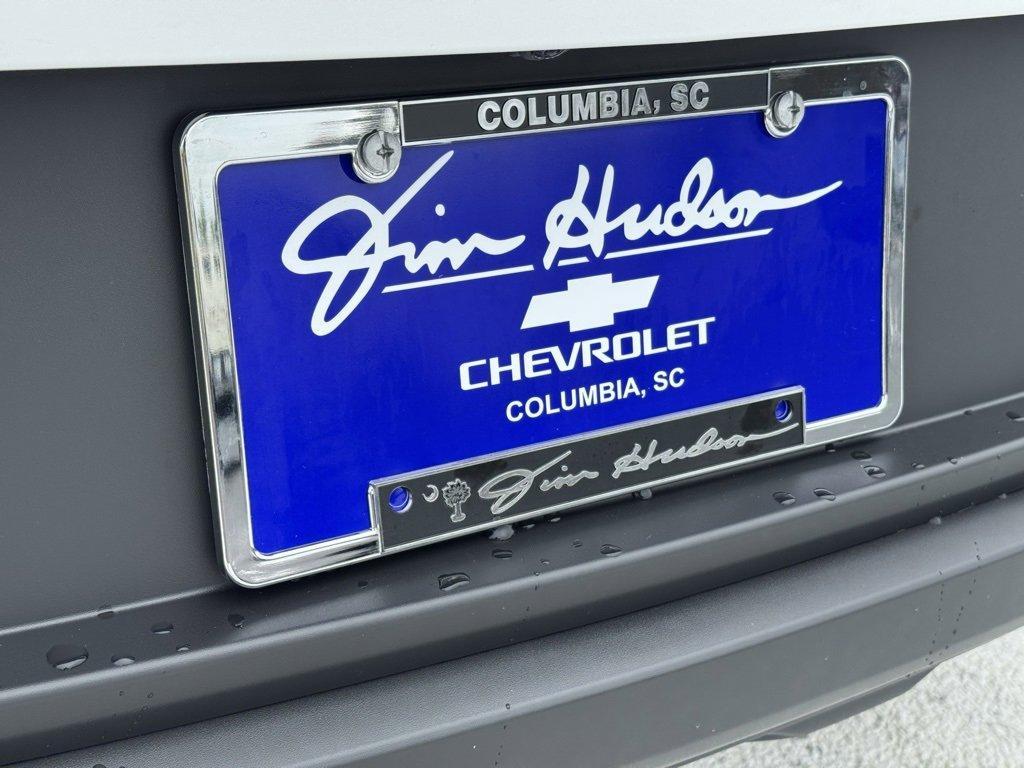 COLUMBIA, SC
Jim Hudson
CHEVROLET
COLUMBIA, SC
Jim Hudson